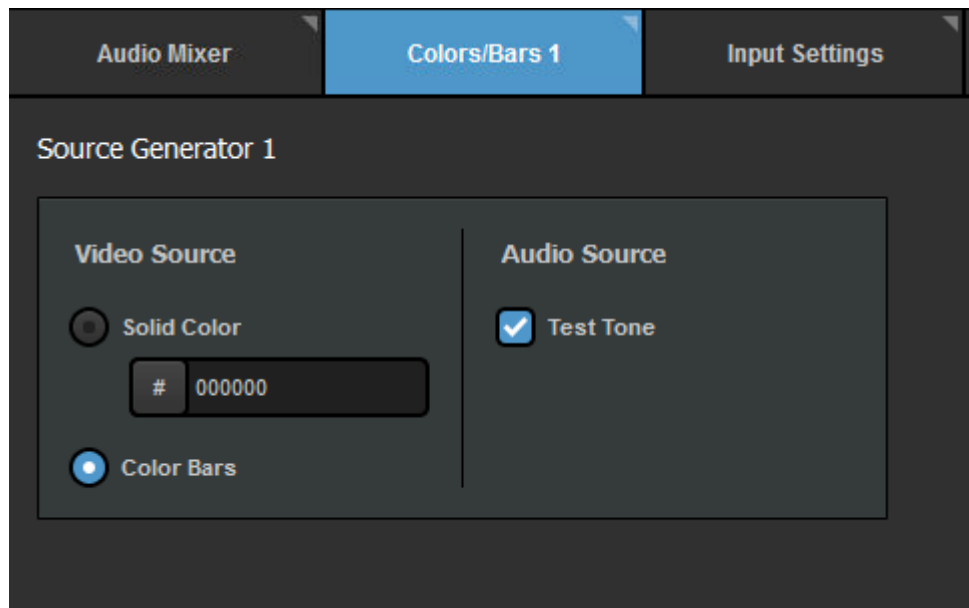 Audio Mixer
Colors/Bars 1
Input Settings
Source Generator 1
Video Source
Solid Color
# 000000
Color Bars
Audio Source
Test Tone